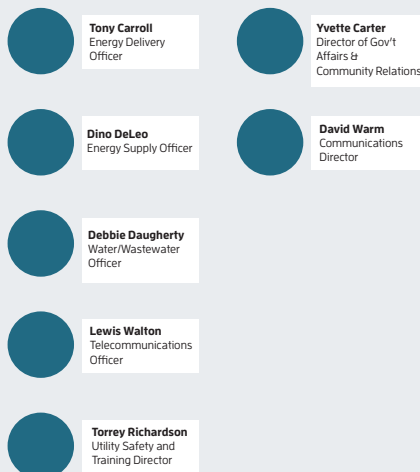 Tony Carroll
Energy Delivery
Officer
Yvette Carter
Director of Gov't
Affairs &
Community Relations
Dino DeLeo
Energy Supply Officer
David Warm
Communications
Director
Debbie Daugherty
Water/Wastewater
Officer
Lewis Walton
Telecommunications
Officer
Torrey Richardson
Utility Safety and
Training Director